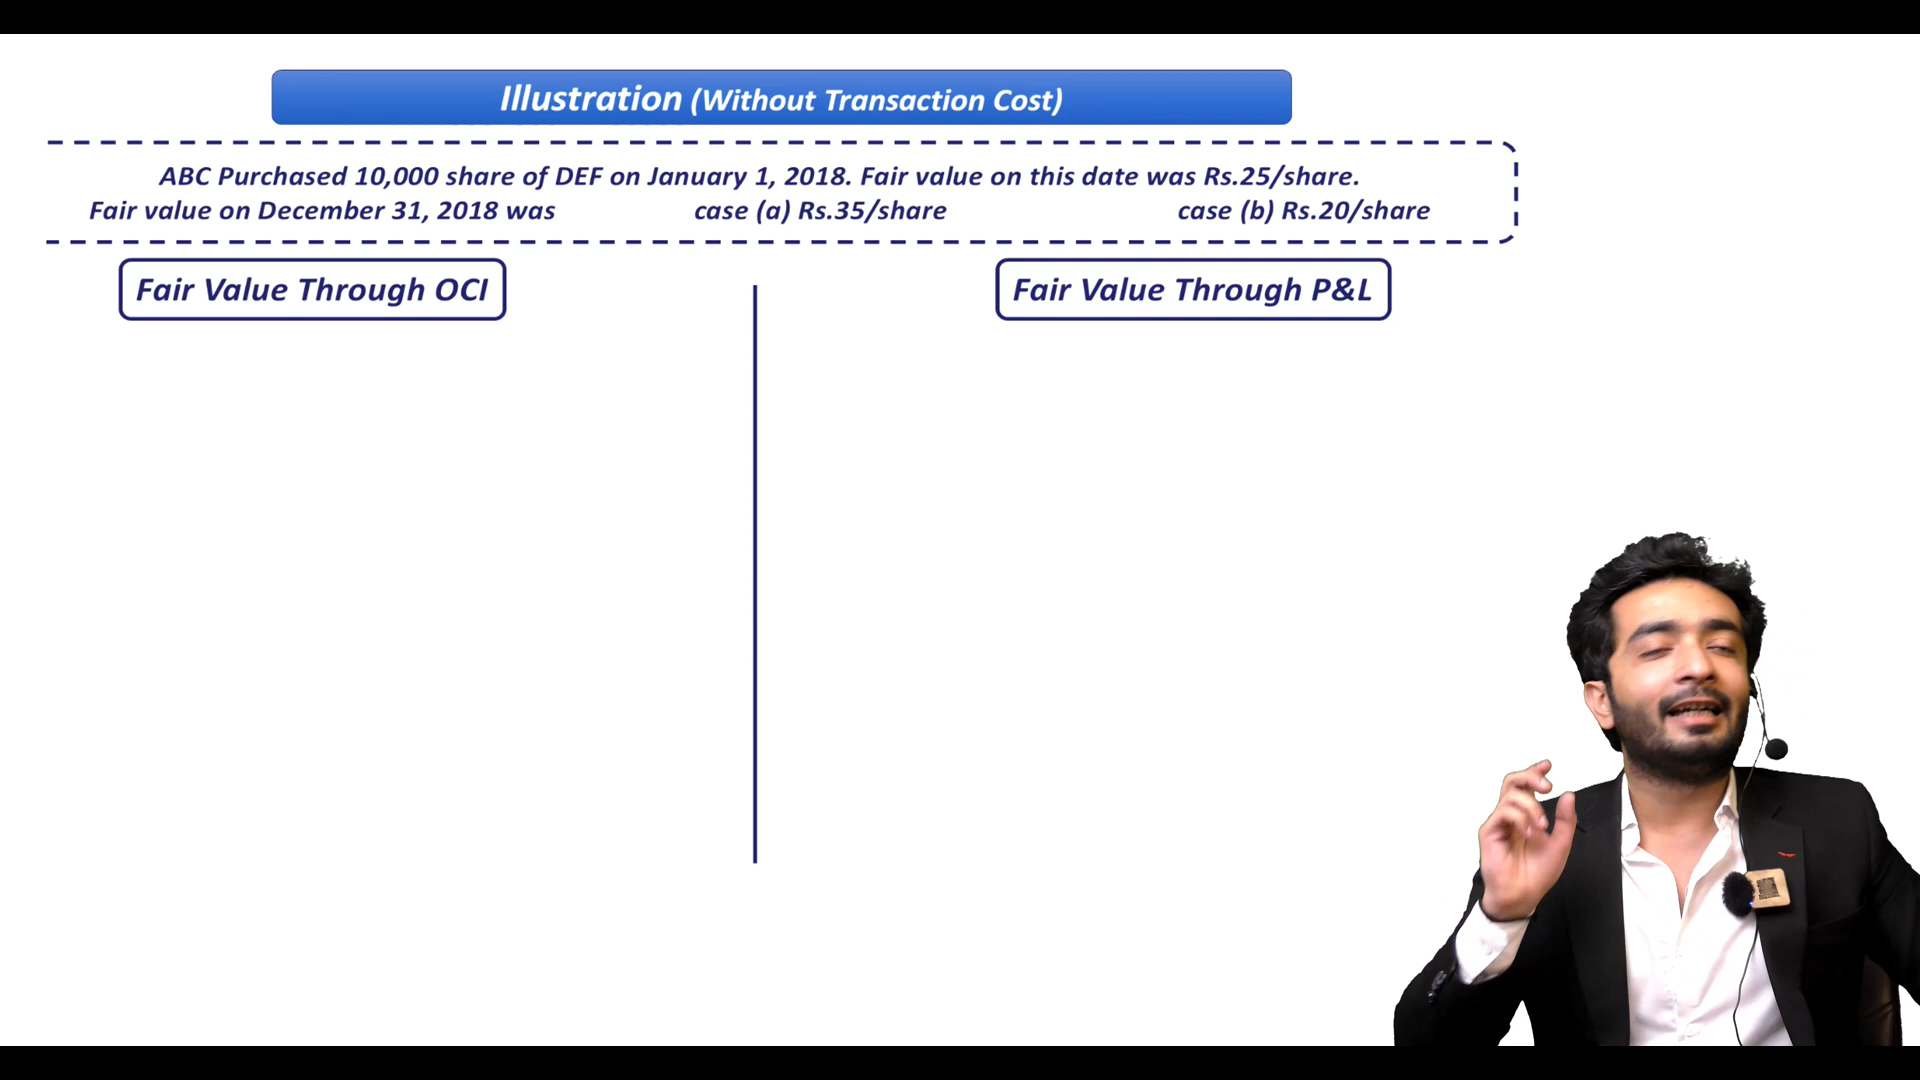 Illustration (Without Transaction Cost)
ABC Purchased 10,000 share of DEF on January 1, 2018. Fair value on this date was Rs.25/share.
Fair value on December 31, 2018 was case (a) Rs.35/share case (b) Rs.20/share
Fair Value Through OCI
Fair Value Through P&L